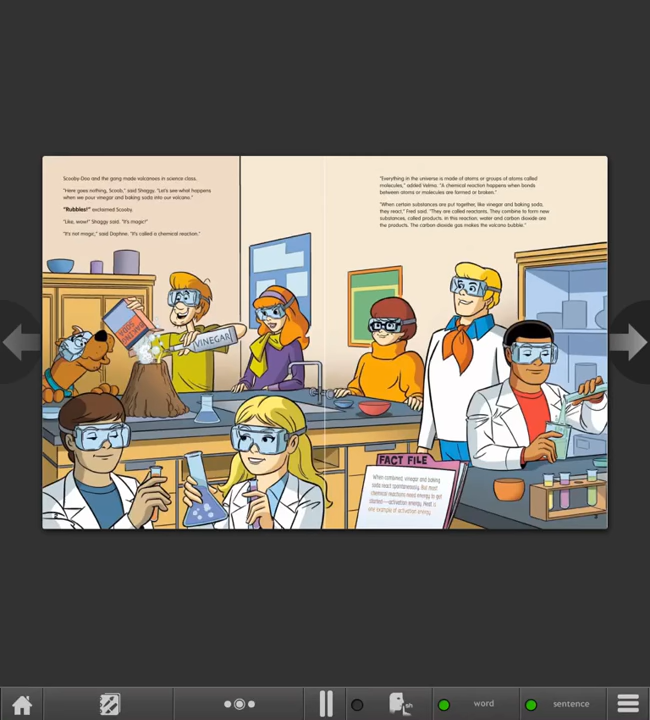 Scooby-Doo and the gang made volcanoes in science class.
"Here goes nothing, Scoob," said Shaggy. "Let's see what happens
when we pour vinegar and baking soda into our volcano."
"Rubbles!" exclaimed Scooby.
"Like, wow!" Shaggy said. "It's magic!"
"It's not magic," said Daphne. "It's called a chemical reaction."
"Everything in the universe is made of atoms or groups of atoms called
molecules," added Velma. "A chemical reaction happens when bonds
between atoms or molecules are formed or broken."
"When certain substances are put together, like vinegar and baking soda,
they react," Fred said. "They are called reactants. They combine to form new
substances, called products. In this reaction, water and carbon dioxide are
the products. The carbon dioxide gas makes the volcano bubble."
BAKING
SODA
VINEGAR
FACT FILE
When combined, vinegar and baking
soda react spontaneously. But most
chemical reactions need energy to get
started—activation energy. Heat is
one example of activation energy.
sh
word
sentence